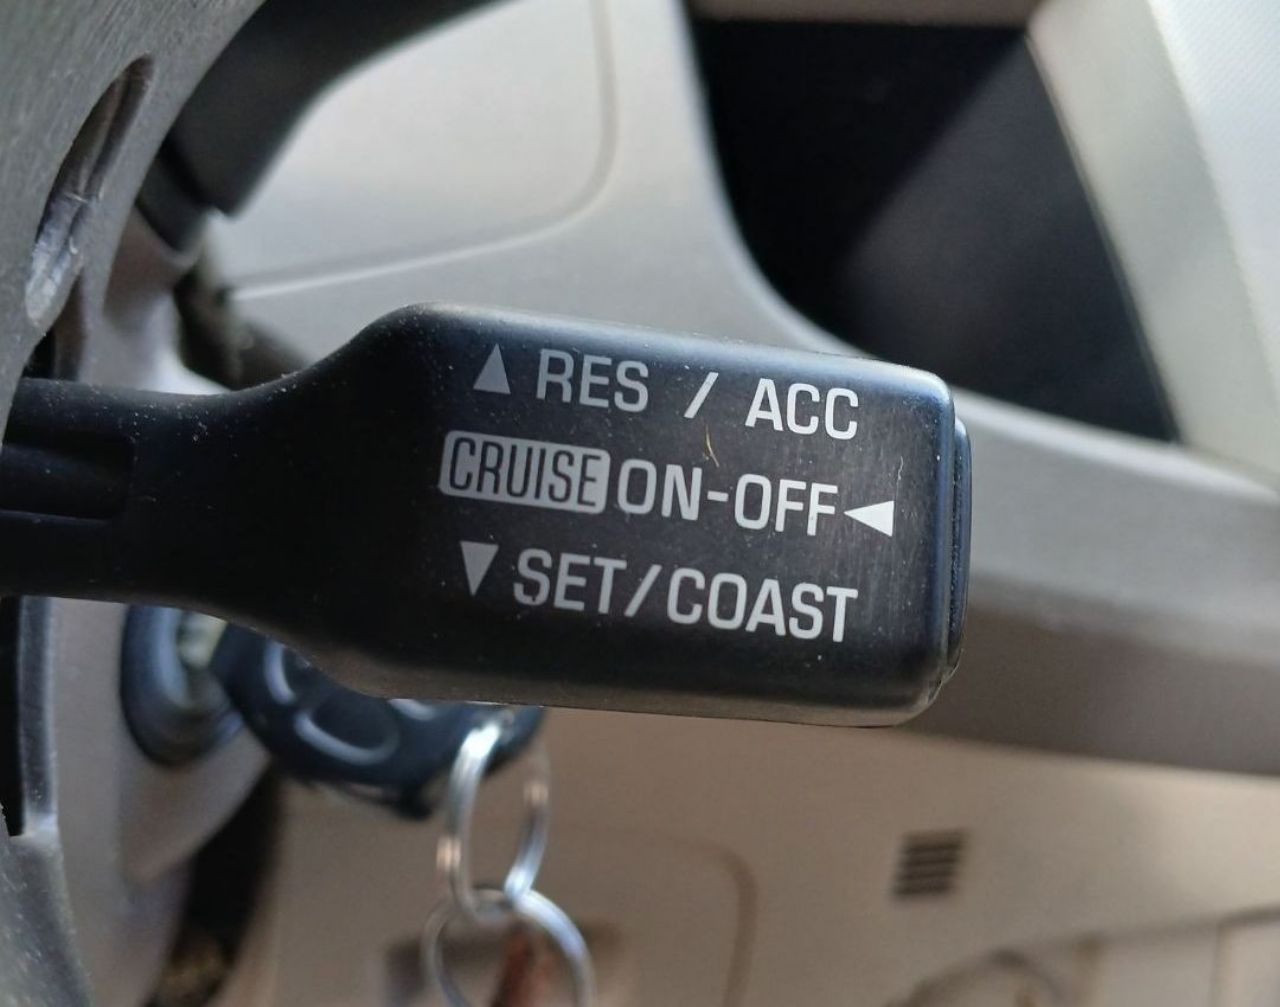 ▲ RES / ACC
CRUISE ON-OFF ◀
▼ SET/COAST